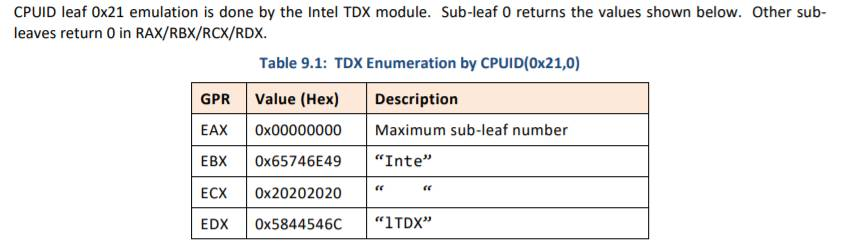 CPUID leaf 0x21 emulation is done by the Intel TDX module.  Sub-leaf 0 returns the values shown below.  Other sub-
leaves return 0 in RAX/RBX/RCX/RDX.
Table 9.1:  TDX Enumeration by CPUID(0x21,0)
GPR Value (Hex) Description
EAX 0x00000000 Maximum sub-leaf number
EBX 0x65746E49 “Inte”
ECX 0x20202020 “    “
EDX 0x5844546C “lTDX”